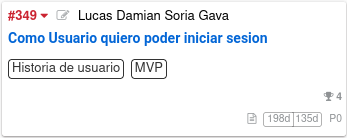 #349 Lucas Damian Soria Gava
Como Usuario quiero poder iniciar sesion
Historia de usuario MVP
4
198d 135d P0